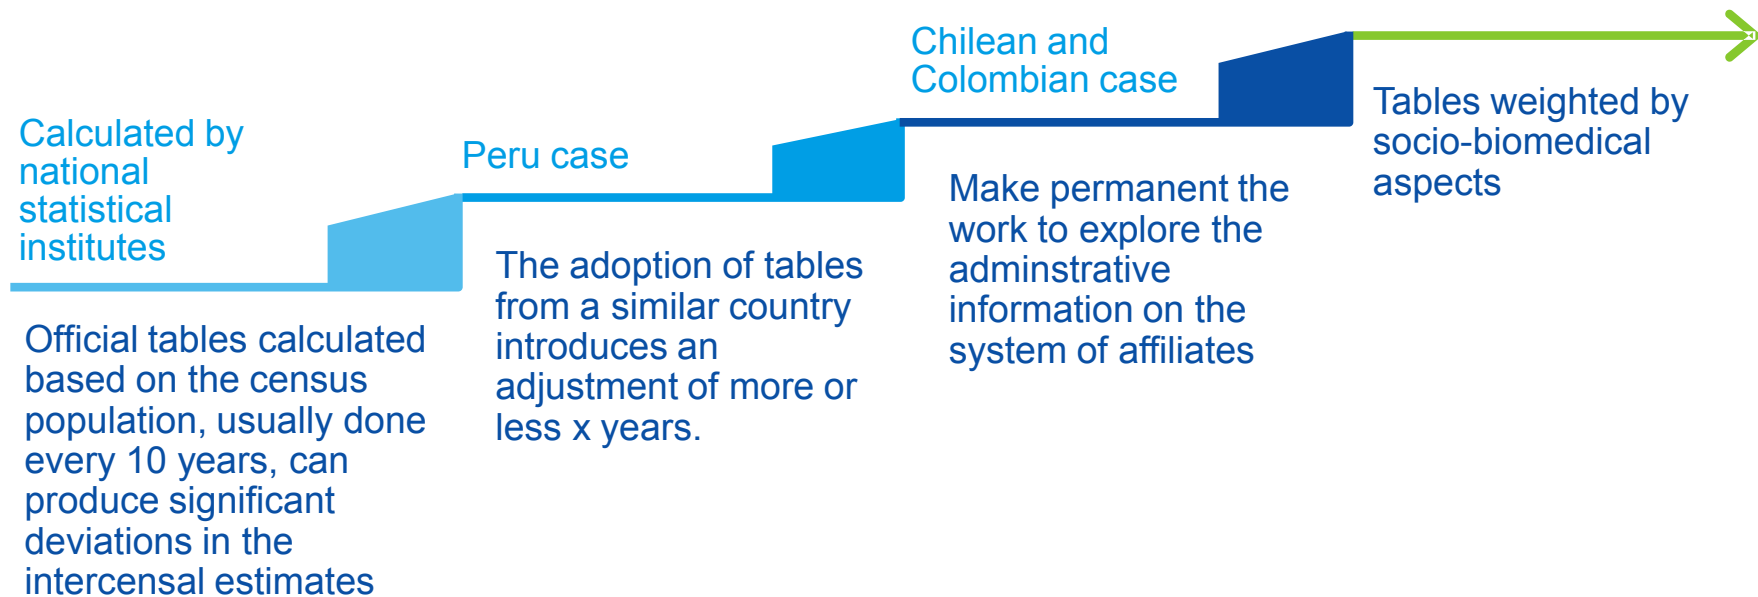 Calculated by
national
statistical
institutes
Official tables calculated
based on the census
population, usually done
every 10 years, can
produce significant
deviations in the
intercensal estimates
Peru case
The adoption of tables
from a similar country
introduces an
adjustment of more or
less x years.
Chilean and
Colombian case
Make permanent the
work to explore the
adminstrative
information on the
system of affiliates
Tables weighted by
socio-biomedical
aspects